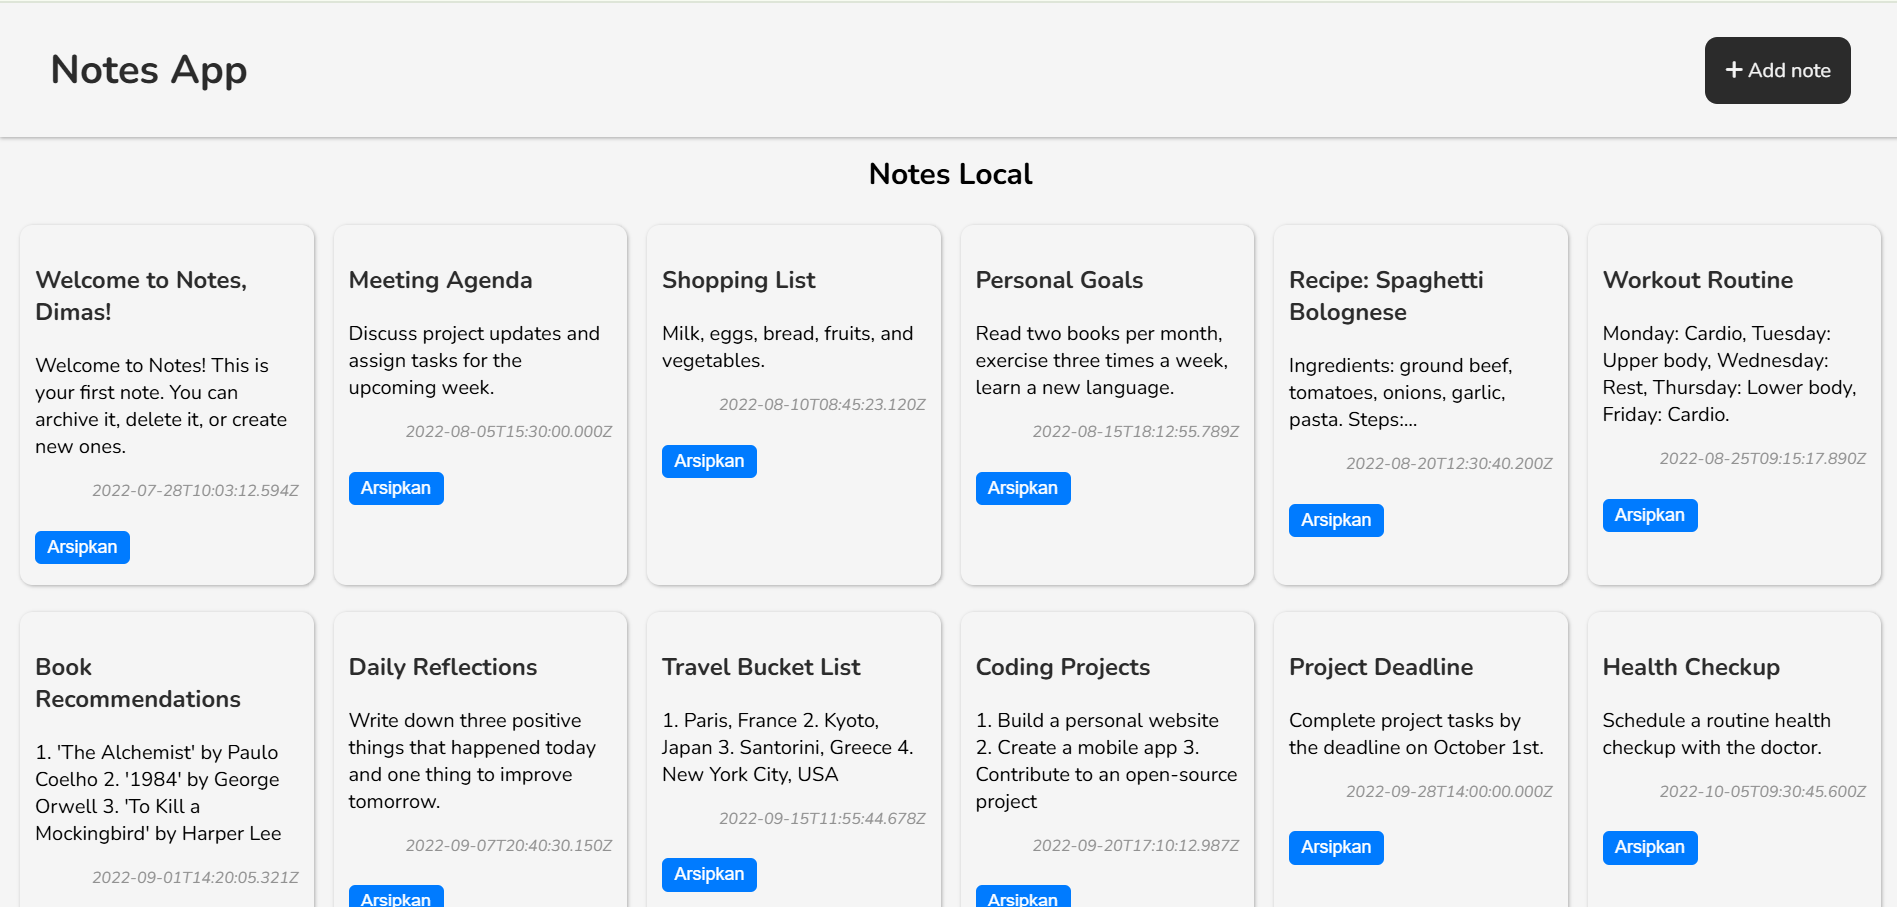 Notes App
+ Add note
Notes Local
Welcome to Notes,
Dimas!
Welcome to Notes! This is
your first note. You can
archive it, delete it, or create
new ones.
2022-07-28T10:03:12.594Z
Arsipkan
Meeting Agenda
Discuss project updates and
assign tasks for the
upcoming week.
2022-08-05T15:30:00.000Z
Arsipkan
Shopping List
Milk, eggs, bread, fruits, and
vegetables.
2022-08-10T08:45:23.120Z
Arsipkan
Personal Goals
Read two books per month,
exercise three times a week,
learn a new language.
2022-08-15T18:12:55.789Z
Arsipkan
Recipe: Spaghetti
Bolognese
Ingredients: ground beef,
tomatoes, onions, garlic,
pasta. Steps:...
2022-08-20T12:30:40.200Z
Arsipkan
Workout Routine
Monday: Cardio, Tuesday:
Upper body, Wednesday:
Rest, Thursday: Lower body,
Friday: Cardio.
2022-08-25T09:15:17.890Z
Arsipkan
Book
Recommendations
1. 'The Alchemist' by Paulo
Coelho 2. '1984' by George
Orwell 3. 'To Kill a
Mockingbird' by Harper Lee
2022-09-01T14:20:05.321Z
Daily Reflections
Write down three positive
things that happened today
and one thing to improve
tomorrow.
2022-09-07T20:40:30.150Z
Arsipkan
Travel Bucket List
1. Paris, France 2. Kyoto,
Japan 3. Santorini, Greece 4.
New York City, USA
2022-09-15T11:55:44.678Z
Arsipkan
Coding Projects
1. Build a personal website
2. Create a mobile app 3.
Contribute to an open-source
project
2022-09-20T17:10:12.987Z
Arsipkan
Project Deadline
Complete project tasks by
the deadline on October 1st.
2022-09-28T14:00:00.000Z
Arsipkan
Health Checkup
Schedule a routine health
checkup with the doctor.
2022-10-05T09:30:45.600Z
Arsipkan